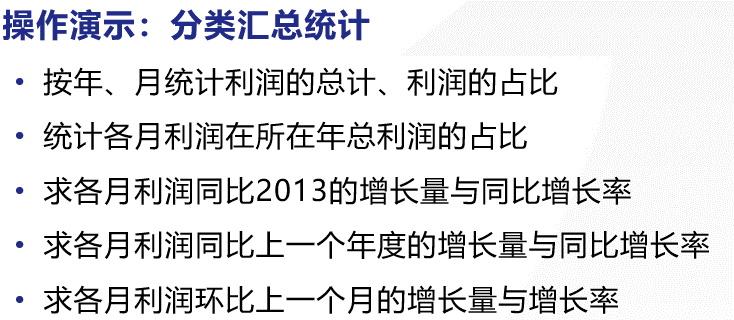 操作演示：分类汇总统计
• 按年、月统计利润的总计、利润的占比
• 统计各月利润在所在年总利润的占比
• 求各月利润同比2013的增长量与同比增长率
• 求各月利润同比上一个年度的增长量与同比增长率
• 求各月利润环比上一个月的增长量与增长率